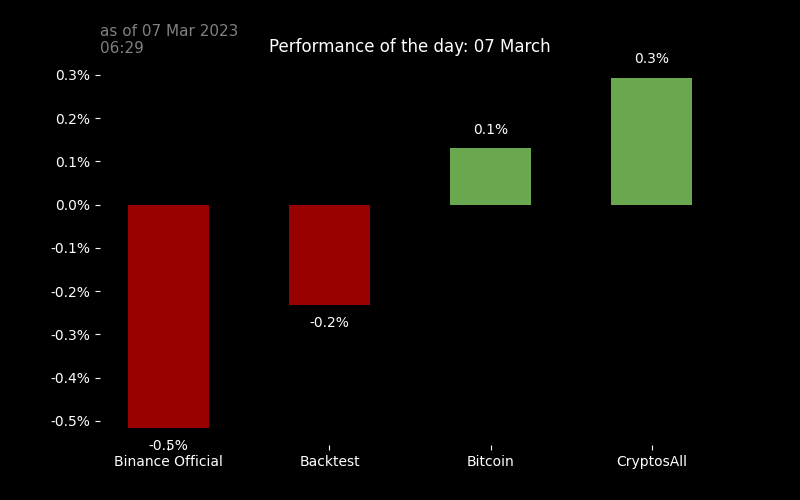 as of 07 Mar 2023
06:29
Performance of the day: 07 March
0.3%
0.3%
0.2%
0.1%
0.1%
0.0%
-0.1%
-0.2%
-0.2%
-0.3%
-0.4%
-0.5%
-0.5%
Binance Official
Backtest
Bitcoin
CryptosAll